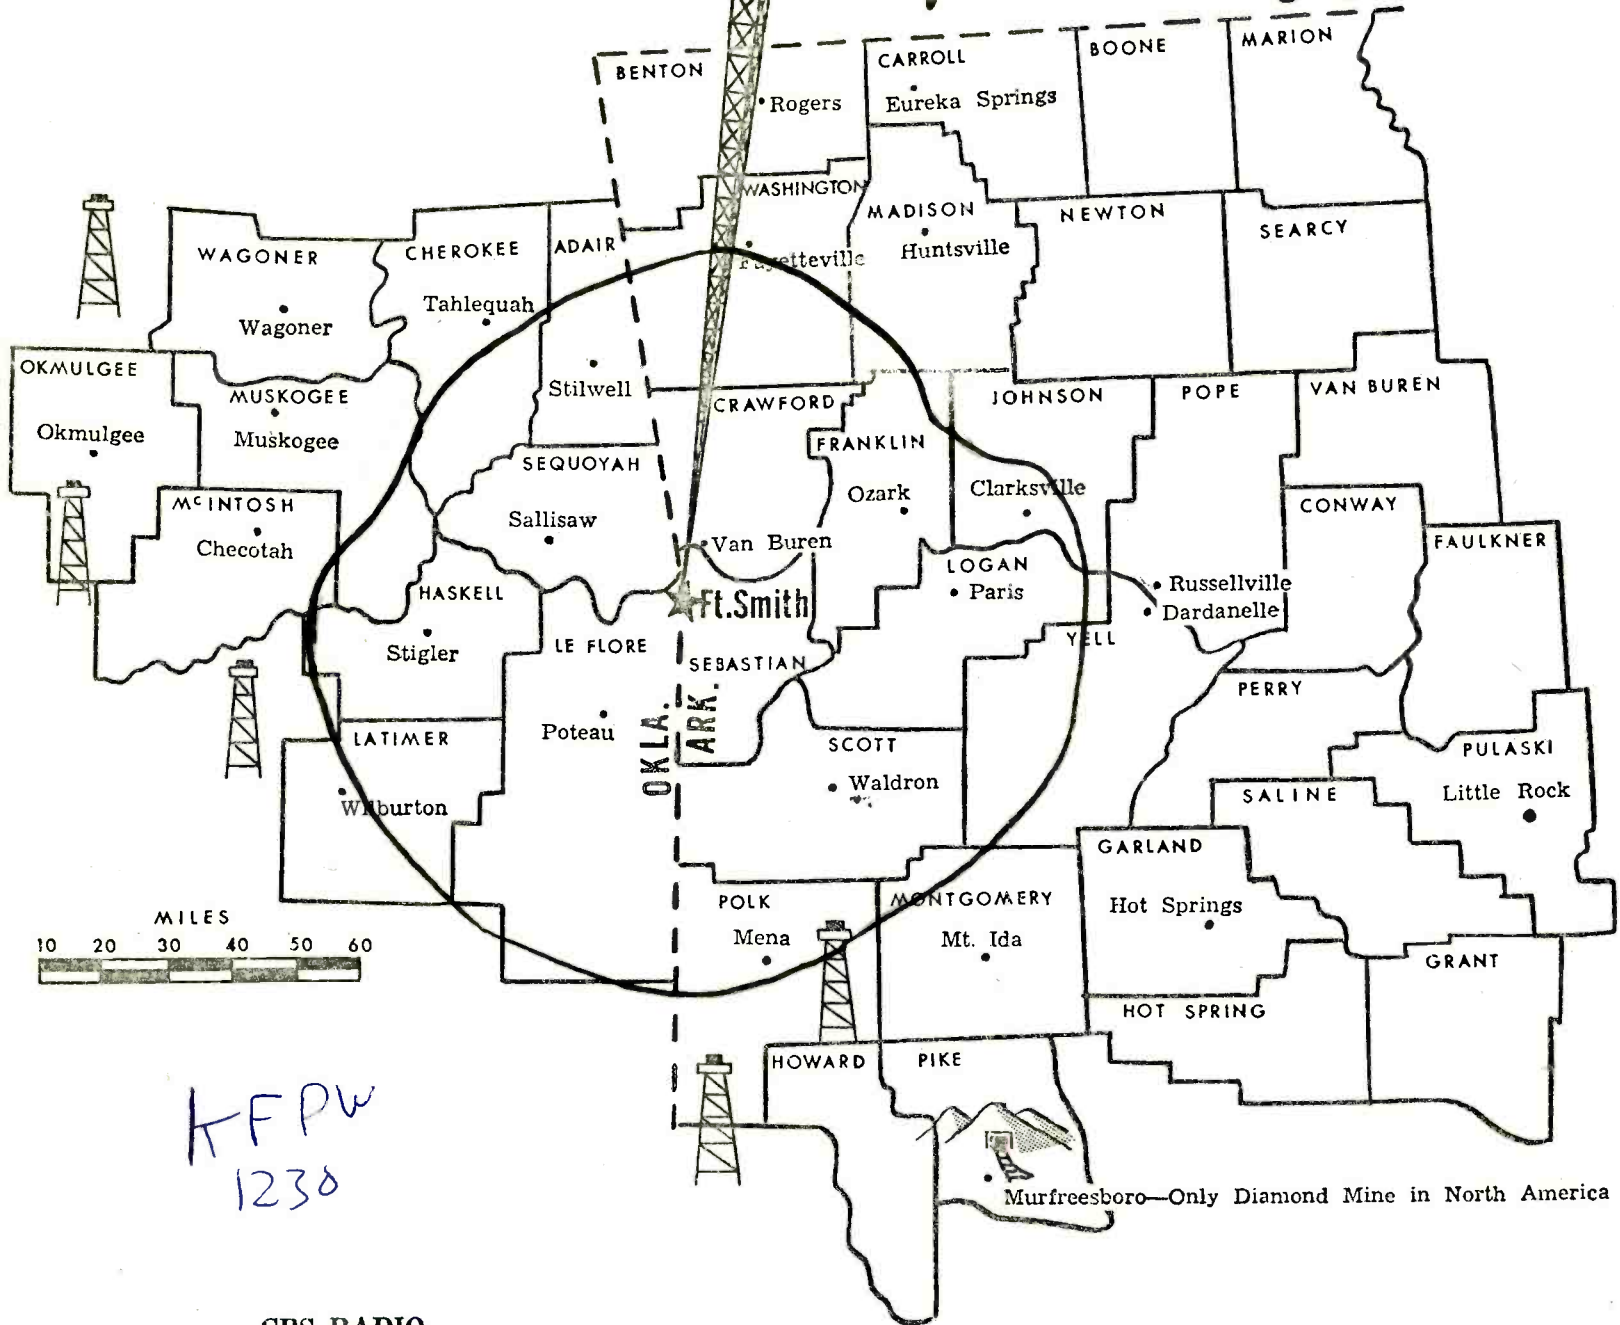 BENTON
CARROLL
BOONE
MARION
Rogers
Eureka Springs
WASHINGTON
MADISON
NEWTON
SEARCY
Huntsville
Fayetteville
WAGONER
CHEROKEE
ADAIR
Tahlequah
Wagoner
OKMULGEE
MUSKOGEE
Stilwell
CRAWFORD
JOHNSON
POPE
VAN BUREN
Okmulgee
Muskogee
FRANKLIN
SEQUOYAH
Ozark
Clarksville
McINTOSH
Sallisaw
CONWAY
Checotah
Van Buren
FAULKNER
HASKELL
Ft.Smith
LOGAN
Paris
Russellville
Dardanelle
Stigler
LE FLORE
SEBASTIAN
YELL
PERRY
Poteau
OKLA.
ARK.
LATIMER
SCOTT
PULASKI
Wilburton
Waldron
SALINE
Little Rock
GARLAND
MILES
10 20 30 40 50 60
POLK
MONTGOMERY
Hot Springs
Mena
Mt. Ida
GRANT
HOT SPRING
HOWARD
PIKE
KFPW
1230
Murfreesboro—Only Diamond Mine in North America
CBS RADIO